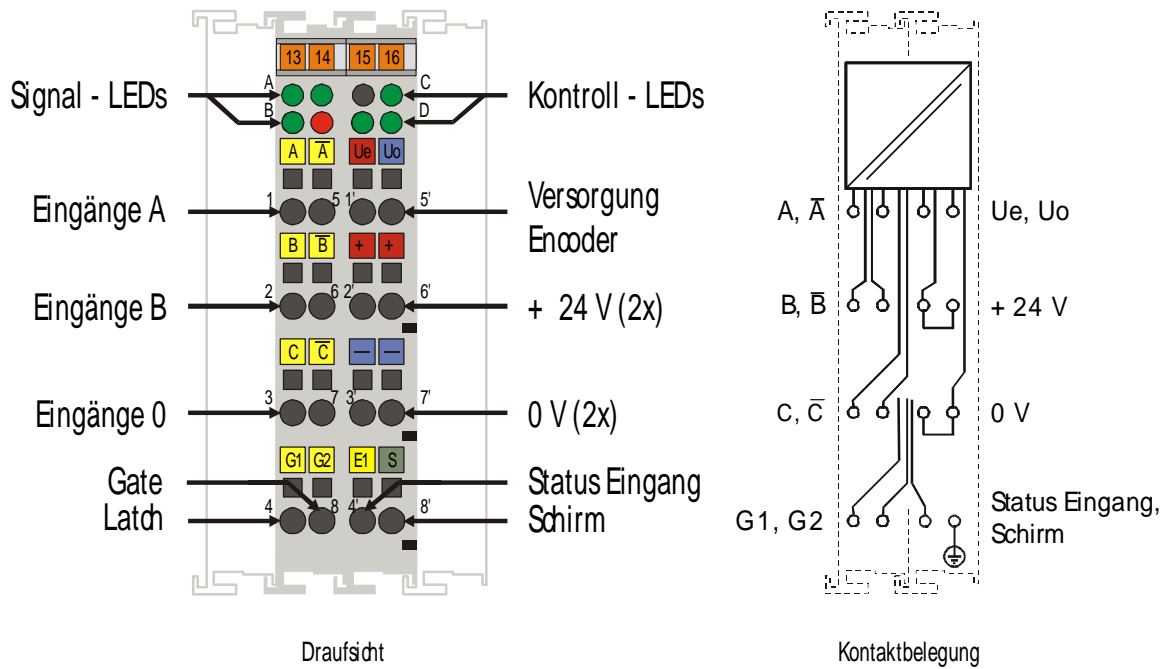 13 14 15 16
A C
Signal - LEDs Kontroll - LEDs
B D
A A̅ Ue Uo
1 5 1' 5'
Eingänge A Versorgung
Encoder
B B̅ + +
2 6 2' 6'
Eingänge B + 24 V (2x)
C C̅ — —
3 7 3' 7'
Eingänge 0 0 V (2x)
G1 G2 E1 S
Gate Status Eingang
Latch Schirm
4 8 4' 8'
Draufsicht
A, A̅ Ue, Uo
B, B̅ + 24 V
C, C̅ 0 V
G1, G2 Status Eingang,
Schirm
Kontaktbelegung